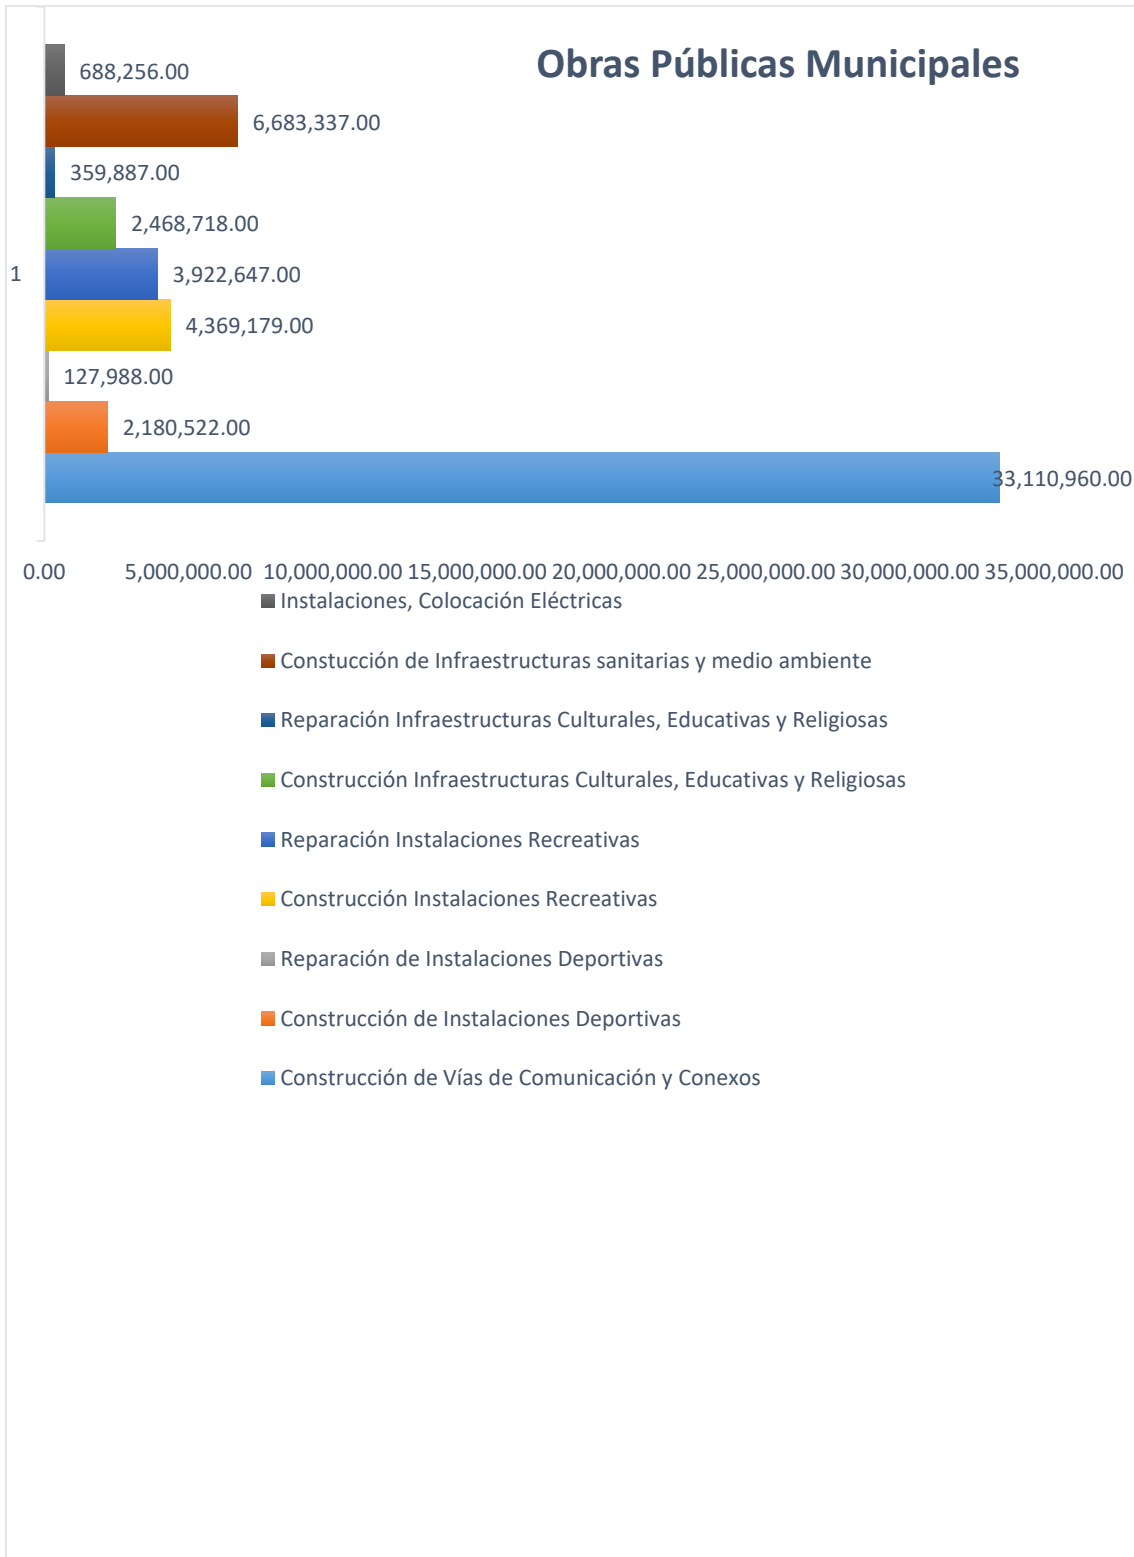 Obras Públicas Municipales
688,256.00
6,683,337.00
359,887.00
2,468,718.00
1
3,922,647.00
4,369,179.00
127,988.00
2,180,522.00
33,110,960.00
0.00 5,000,000.00 10,000,000.00 15,000,000.00 20,000,000.00 25,000,000.00 30,000,000.00 35,000,000.00
Instalaciones, Colocación Eléctricas
Constucción de Infraestructuras sanitarias y medio ambiente
Reparación Infraestructuras Culturales, Educativas y Religiosas
Construcción Infraestructuras Culturales, Educativas y Religiosas
Reparación Instalaciones Recreativas
Construcción Instalaciones Recreativas
Reparación de Instalaciones Deportivas
Construcción de Instalaciones Deportivas
Construcción de Vías de Comunicación y Conexos